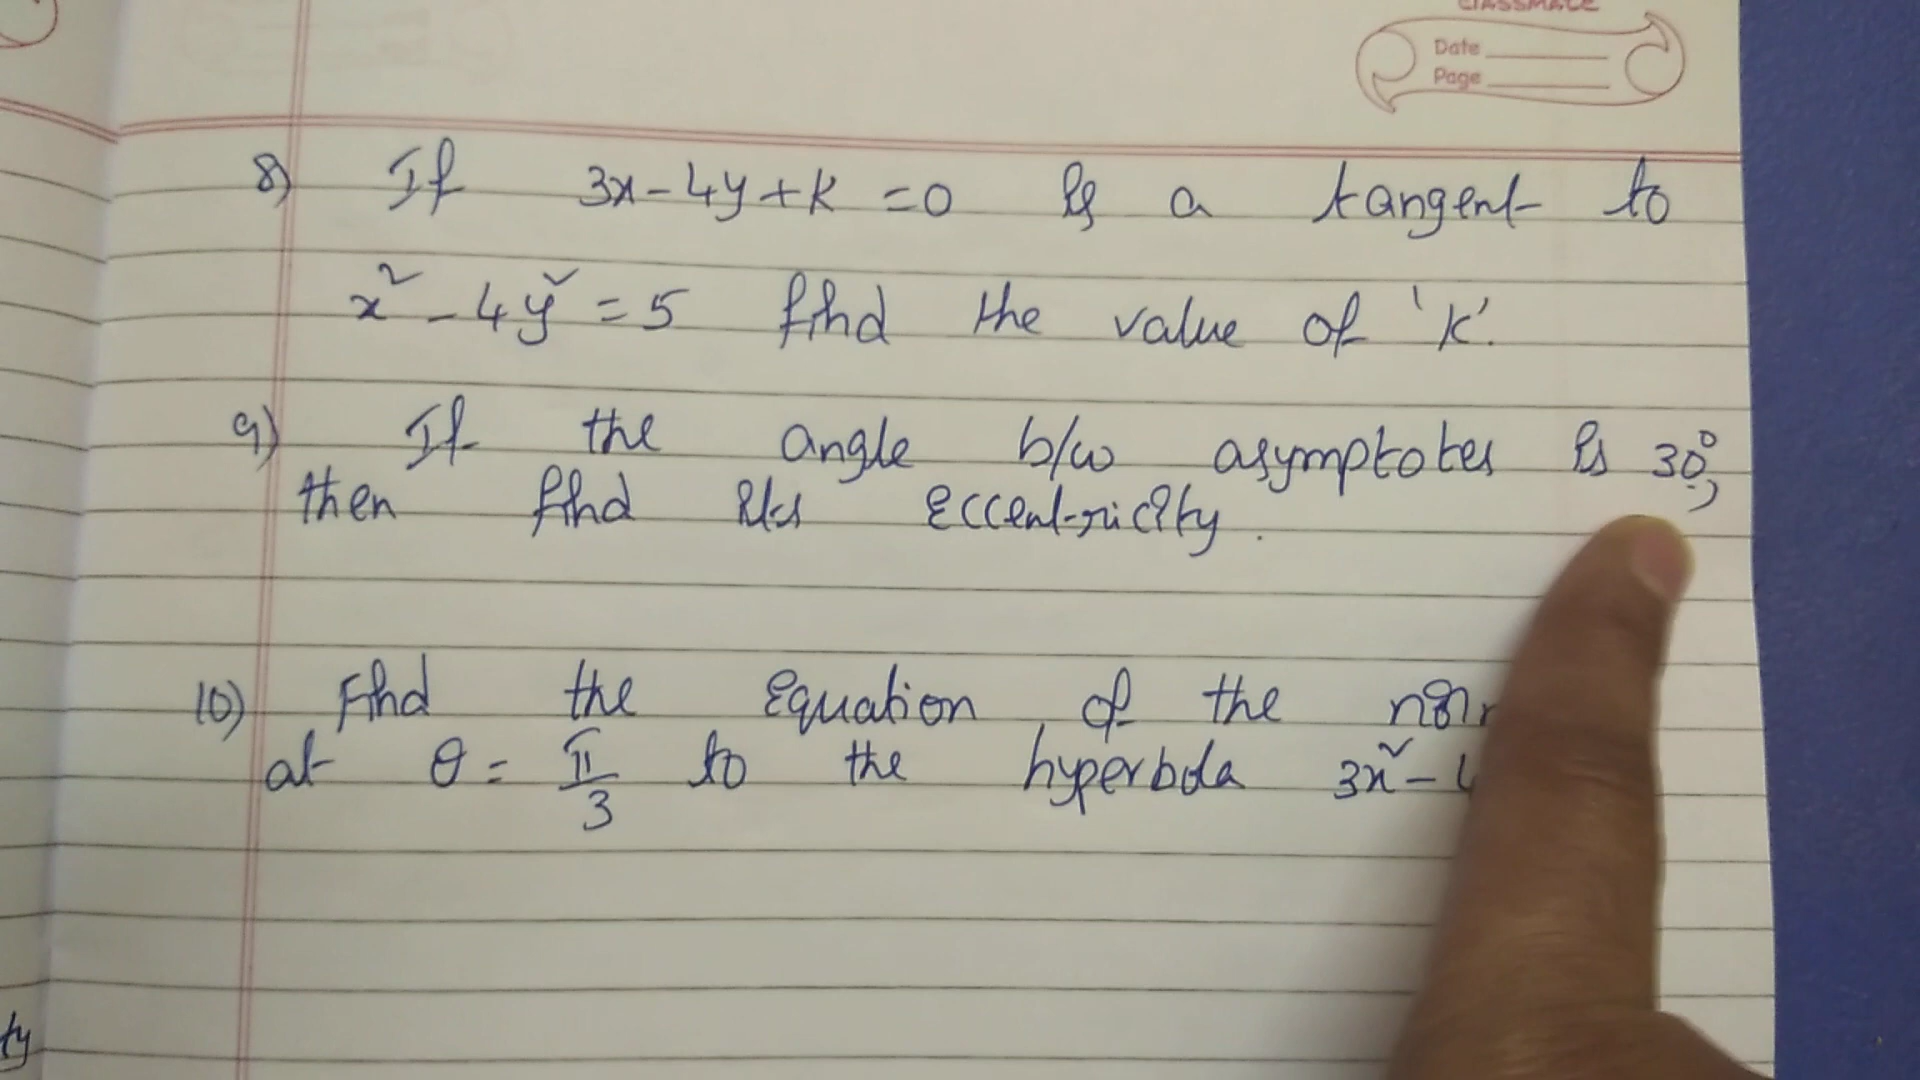 classmate
Date
Page
8) If 3x-4y+k=0 is a tangent to
x²-4y²=5 find the value of 'k'.
9) If the angle b/w asymptotes is 30°,
then find its eccentricity.
10) Find the equation of the
at θ=π/3 to the hyperbola 3x²-
ty